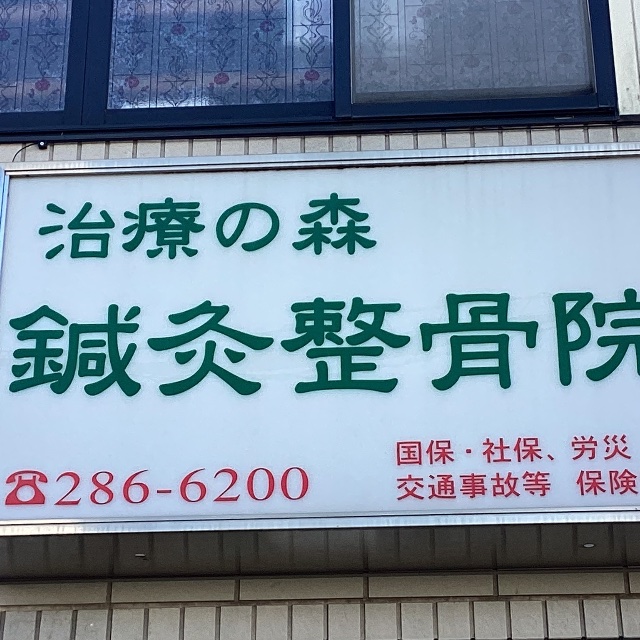 治療の森
鍼灸整骨院
☎286-6200
国保・社保、労災
交通事故等 保険